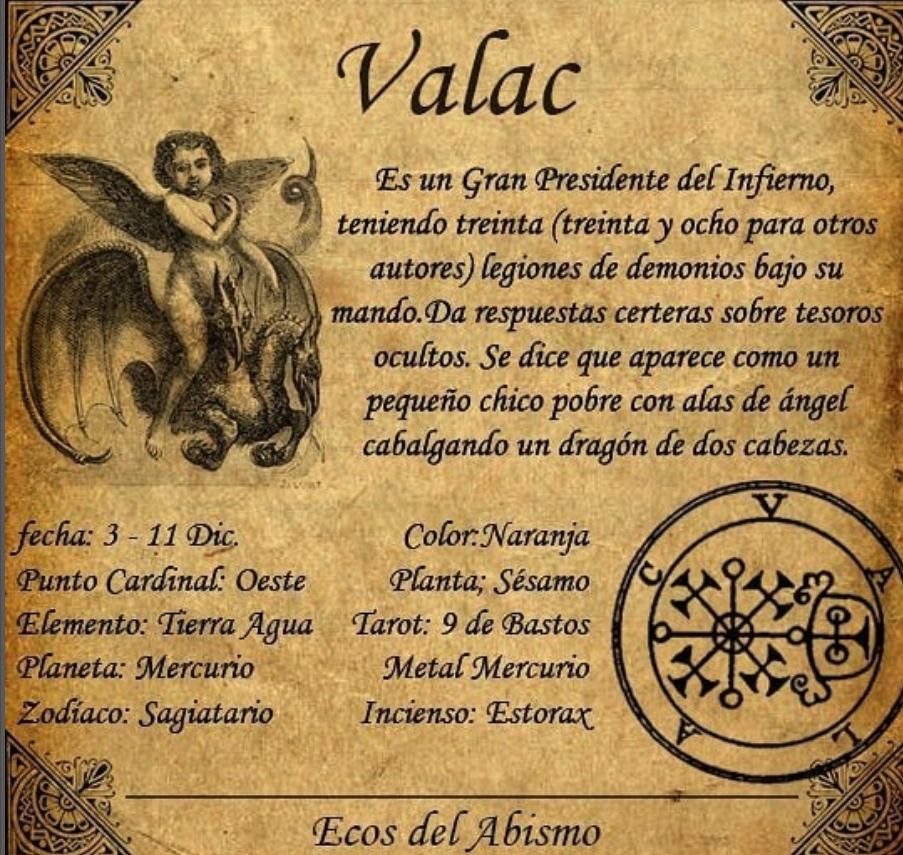 Valac
Es un Gran Presidente del Infierno,
teniendo treinta (treinta y ocho para otros
autores) legiones de demonios bajo su
mando.Da respuestas certeras sobre tesoros
ocultos. Se dice que aparece como un
pequeño chico pobre con alas de ángel
cabalgando un dragón de dos cabezas.
fecha: 3 - 11 Dic.
Punto Cardinal: Oeste
Elemento: Tierra Agua
Planeta: Mercurio
Zodíaco: Sagiatario
Color:Naranja
Planta; Sésamo
Tarot: 9 de Bastos
Metal Mercurio
Incienso: Estorax
V A L A C
Ecos del Abismo